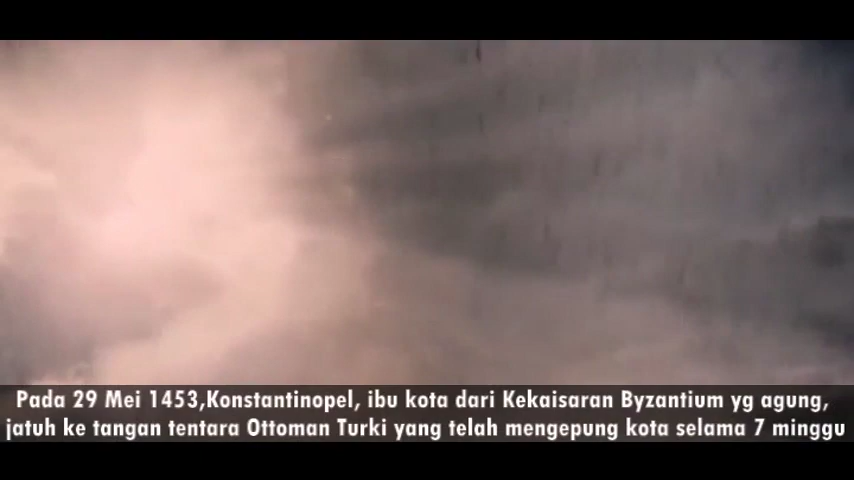 Pada 29 Mei 1453,Konstantinopel, ibu kota dari Kekaisaran Byzantium yg agung,
jatuh ke tangan tentara Ottoman Turki yang telah mengepung kota selama 7 minggu